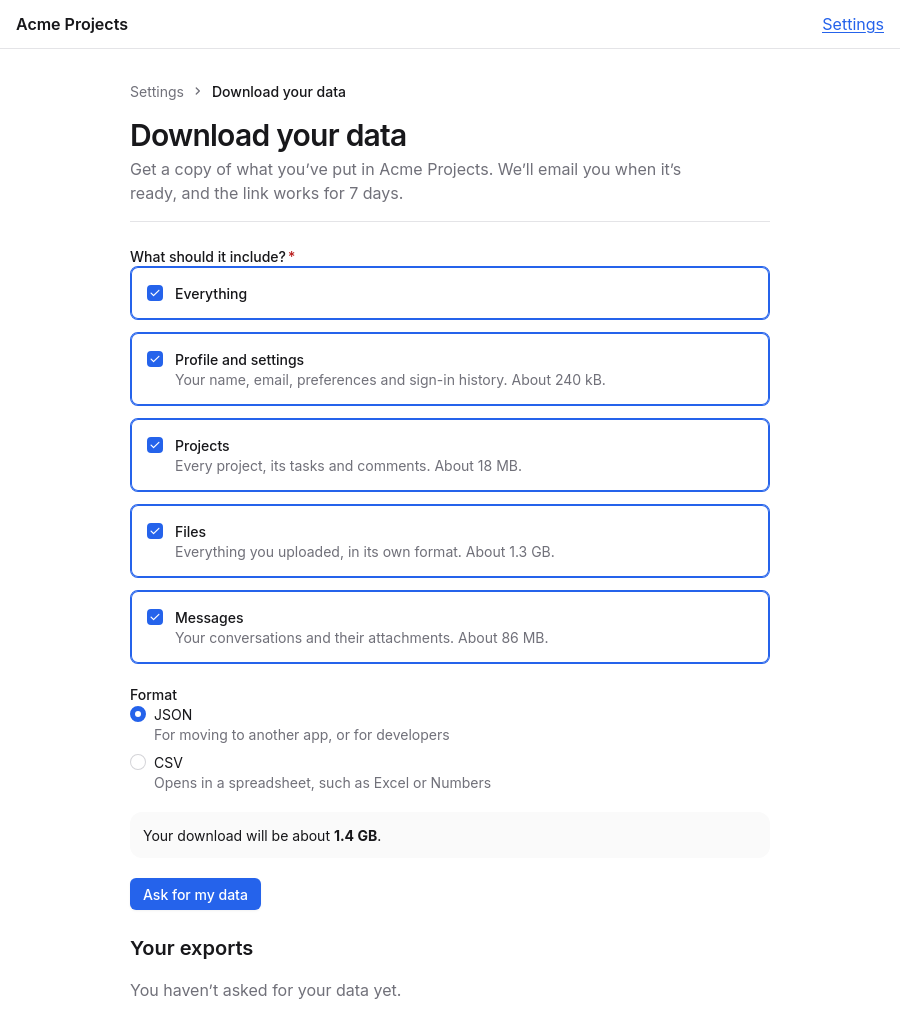 Acme Projects
Settings
Settings
Download your data
Download your data
Get a copy of what you’ve put in Acme Projects. We’ll email you when it’s
ready, and the link works for 7 days.
What should it include?*
Everything
Profile and settings
Your name, email, preferences and sign-in history. About 240 kB.
Projects
Every project, its tasks and comments. About 18 MB.
Files
Everything you uploaded, in its own format. About 1.3 GB.
Messages
Your conversations and their attachments. About 86 MB.
Format
JSON
For moving to another app, or for developers
CSV
Opens in a spreadsheet, such as Excel or Numbers
Your download will be about 1.4 GB.
Ask for my data
Your exports
You haven’t asked for your data yet.